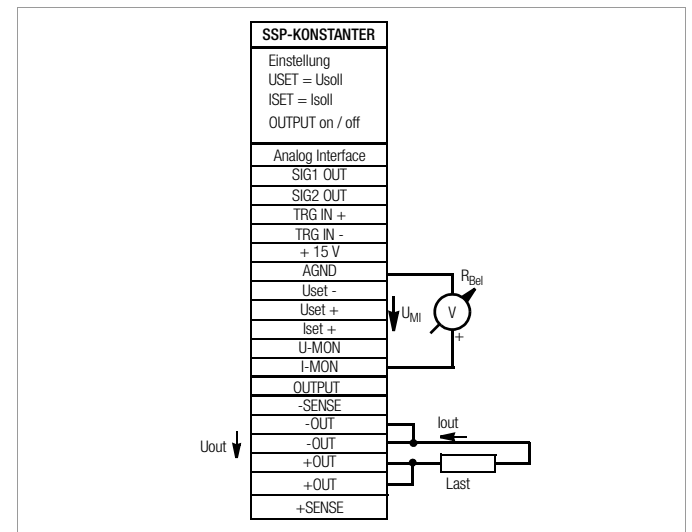 SSP-KONSTANTER
Einstellung
USET = Usoll
ISET = Isoll
OUTPUT on / off
Analog Interface
SIG1 OUT
SIG2 OUT
TRG IN +
TRG IN -
+ 15 V
AGND
Uset -
Uset +
Iset +
U-MON
I-MON
OUTPUT
-SENSE
-OUT
-OUT
+OUT
+OUT
+SENSE
RBel
UMI
V
+
Uout
Iout
Last